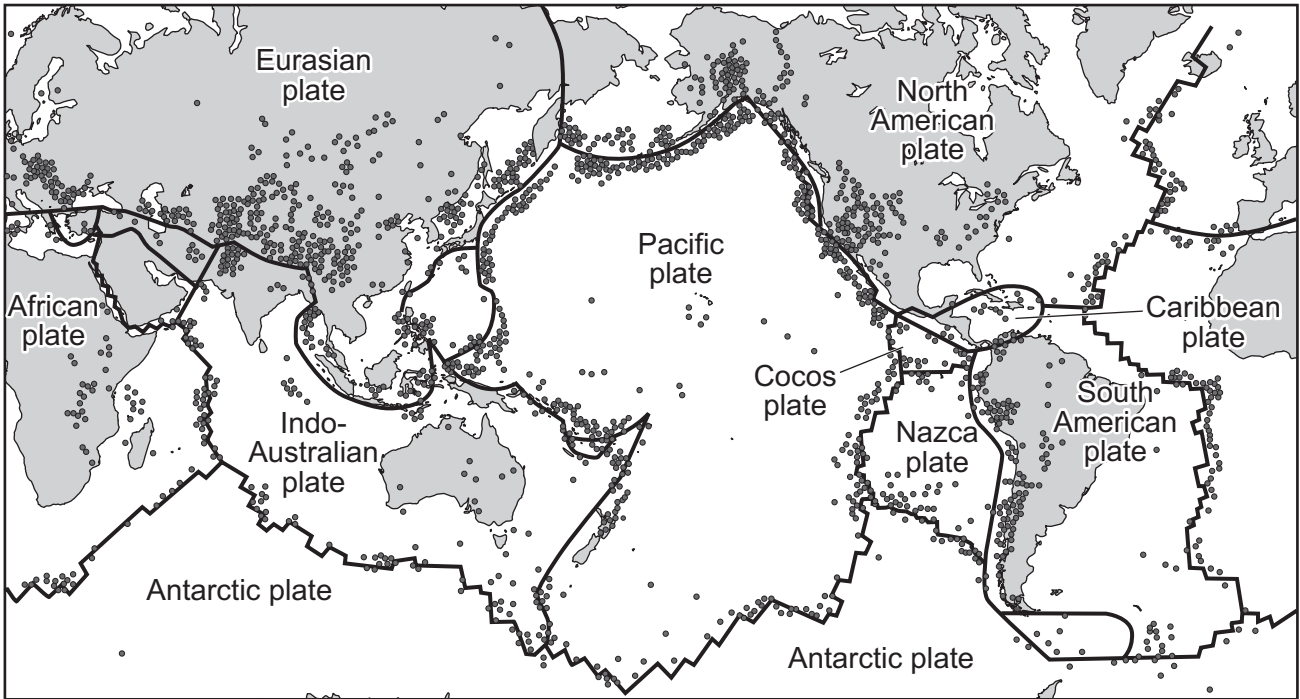 Eurasian
plate
North
American
plate
Pacific
plate
African
plate
Caribbean
plate
Cocos
plate
South
American
plate
Indo-
Australian
plate
Nazca
plate
Antarctic plate
Antarctic plate